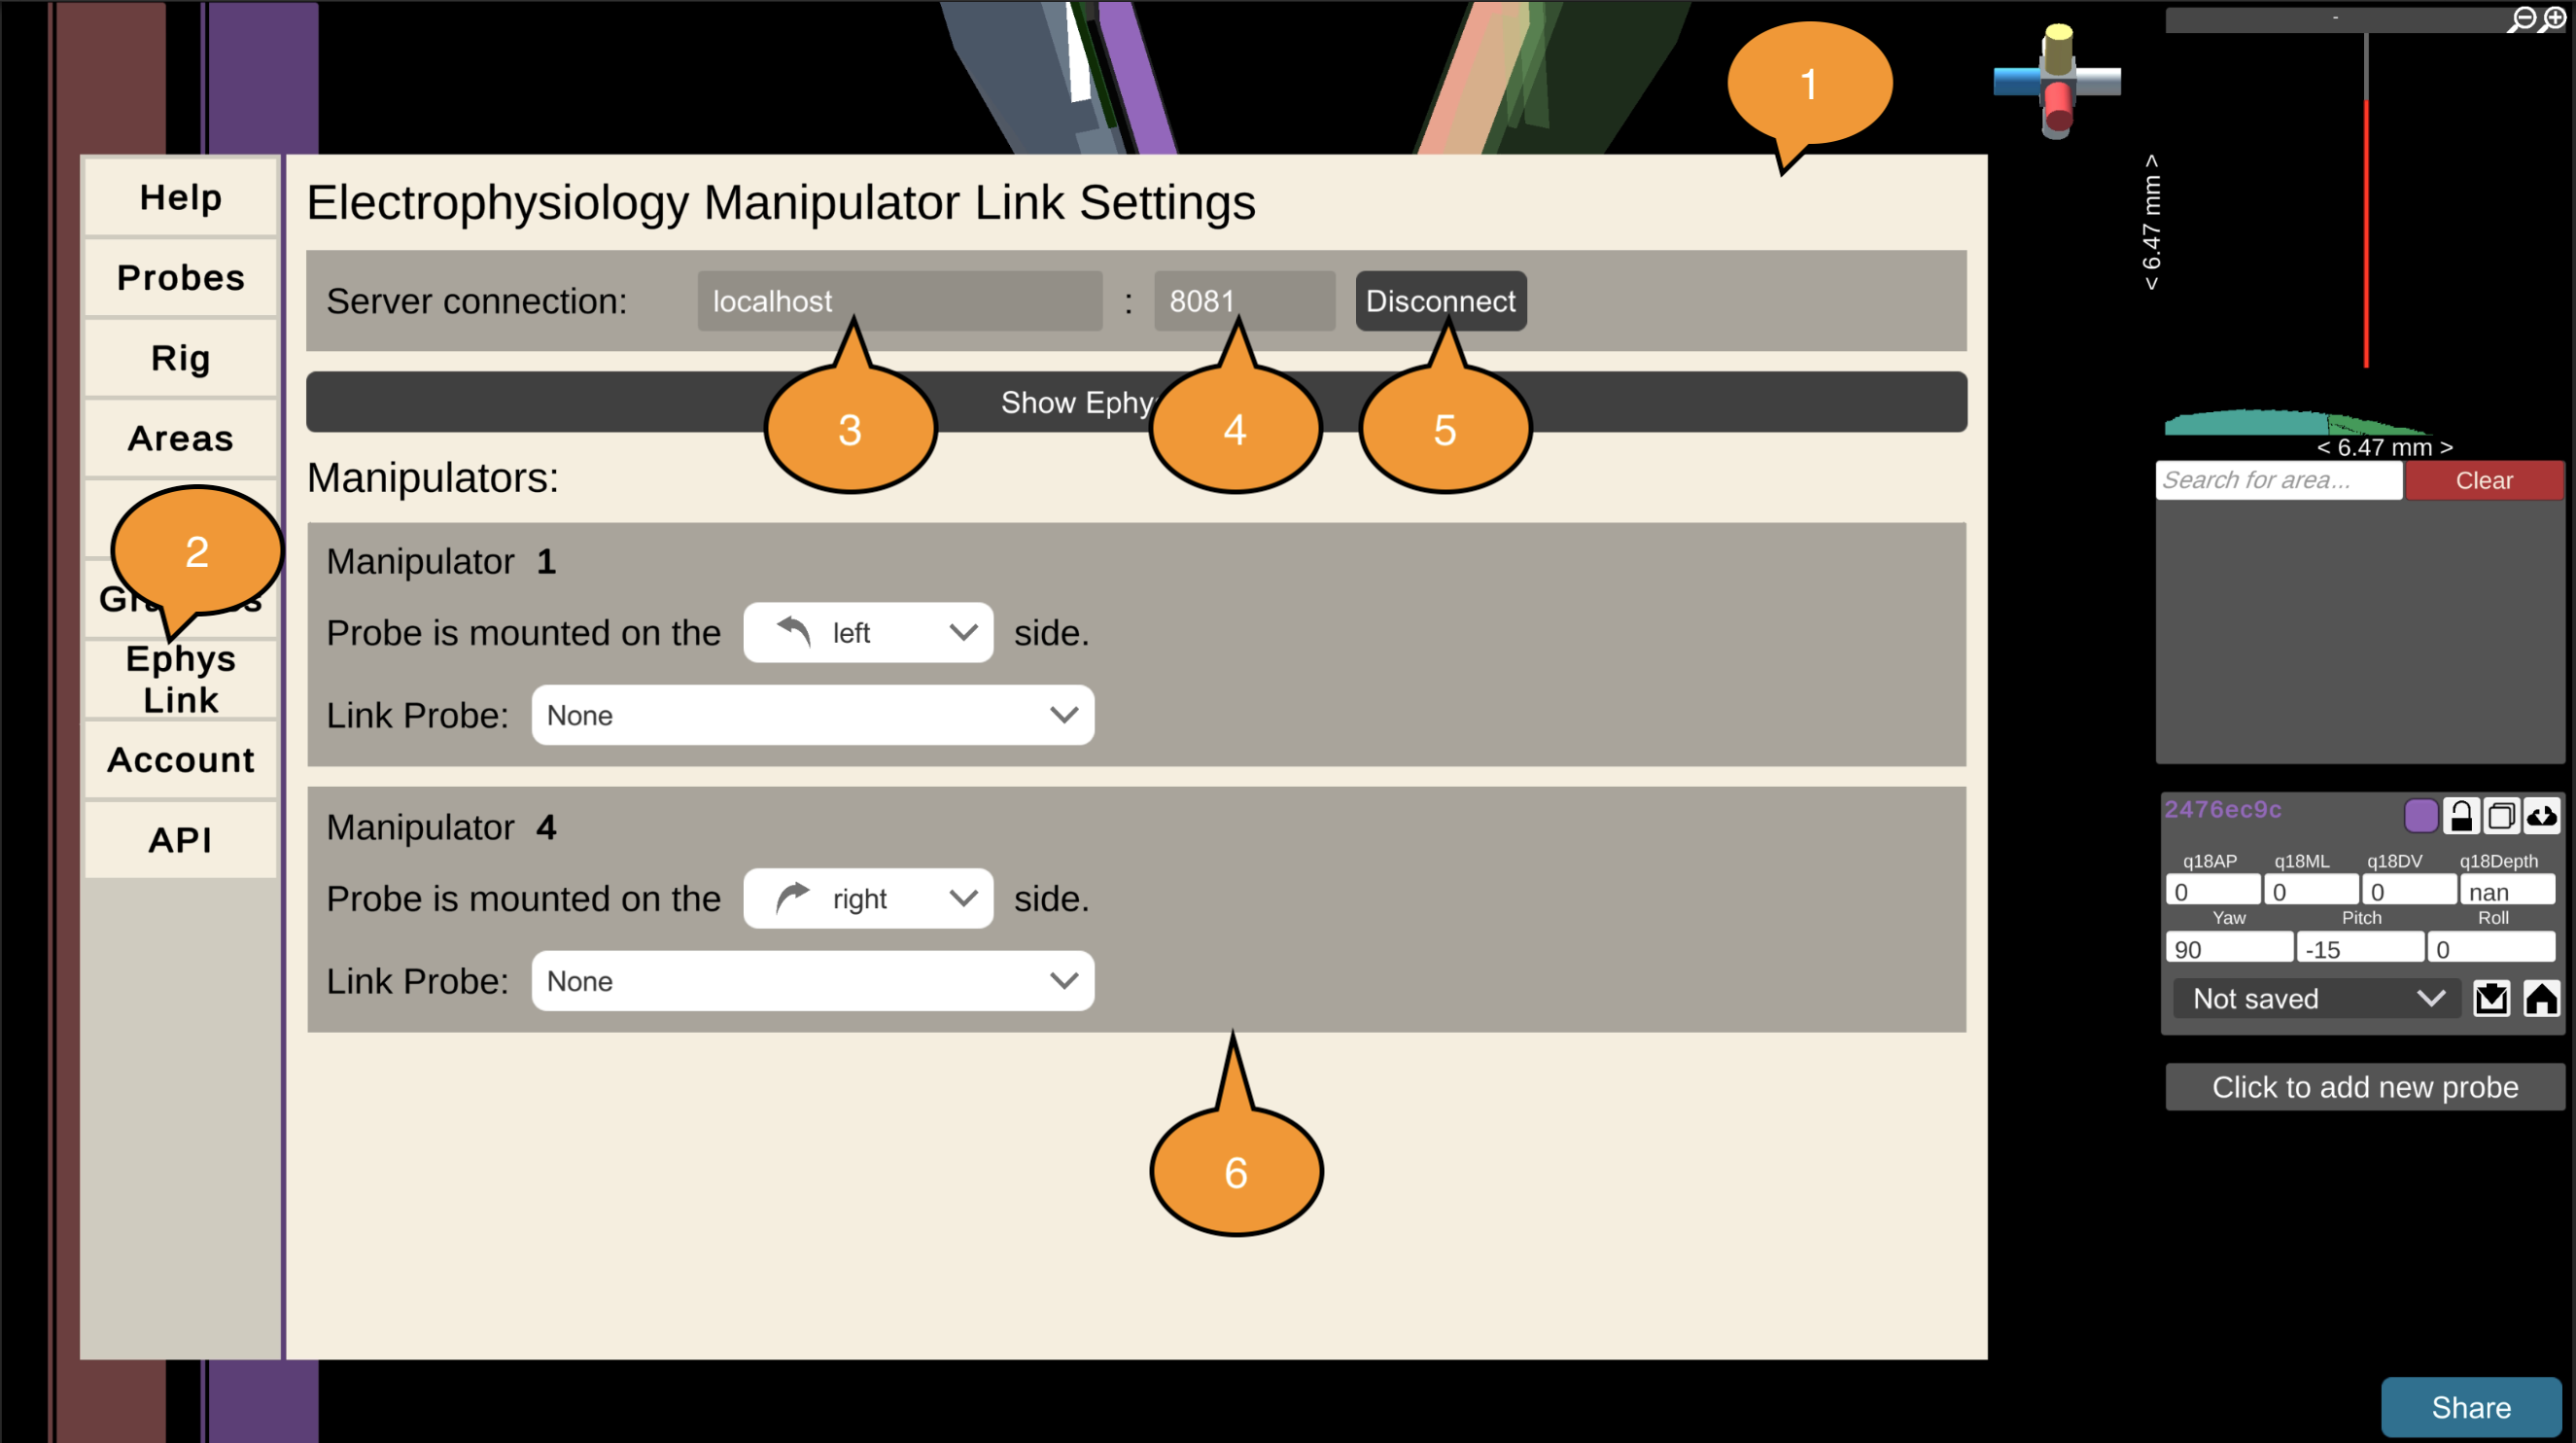 -
1
< 6.47 mm >
Help
Probes
Rig
Areas
2
Ephys
Link
Account
API
Electrophysiology Manipulator Link Settings
Server connection: localhost : 8081 Disconnect
Show
3
4
5
Manipulators:
Manipulator 1
Probe is mounted on the left side.
Link Probe: None
Manipulator 4
Probe is mounted on the right side.
Link Probe: None
6
< 6.47 mm >
Search for area... Clear
2476ec9c
q18AP q18ML q18DV q18Depth
0 0 0 nan
Yaw Pitch Roll
90 -15 0
Not saved
Click to add new probe
Share